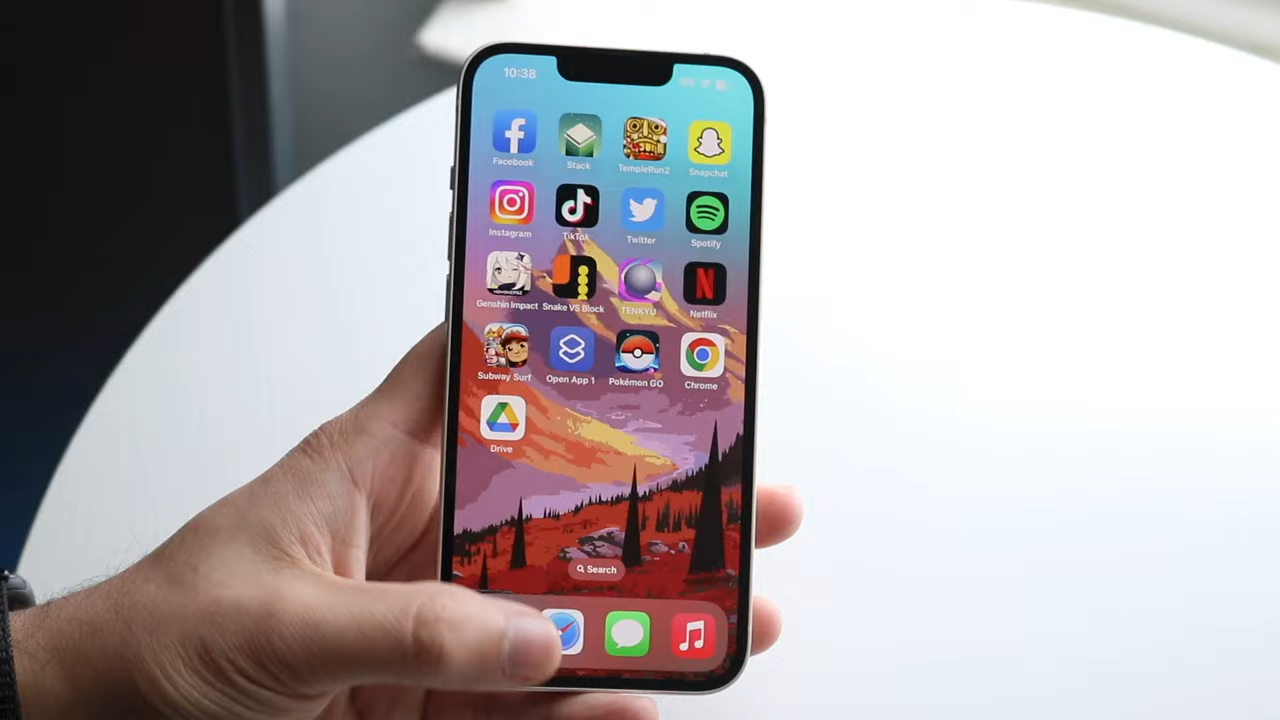 10:38
Facebook Stack TempleRun2 Snapchat
Instagram TikTok Twitter Spotify
HOYOVERSE
Genshin Impact Snake VS Block TENKYU Netflix
Subway Surf Open App 1 Pokémon GO Chrome
Drive
Search